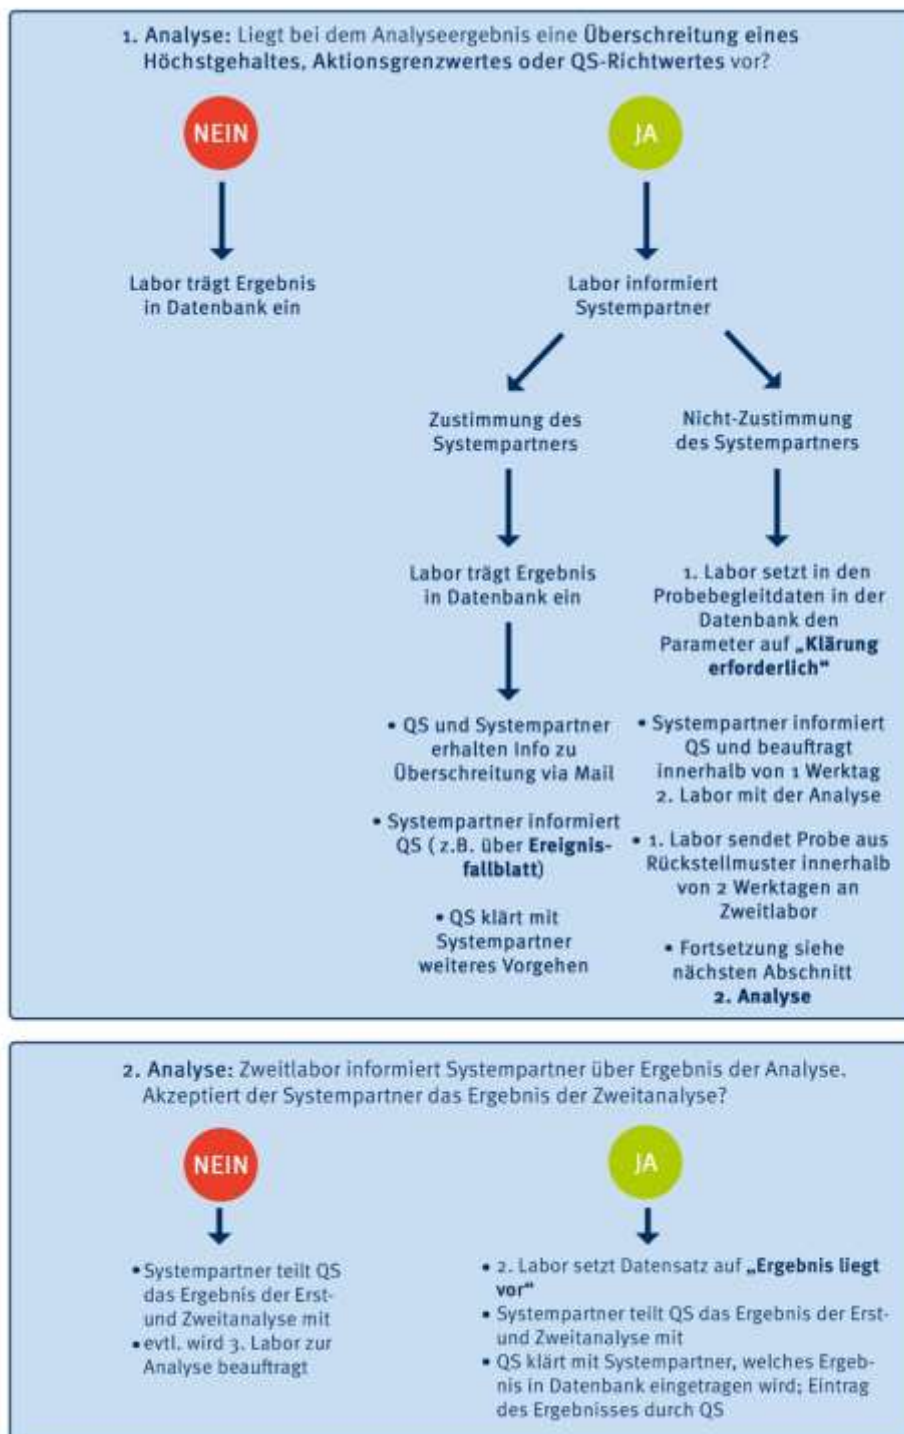 1. Analyse: Liegt bei dem Analyseergebnis eine Überschreitung eines
Höchstgehaltes, Aktionsgrenzwertes oder QS-Richtwertes vor?
NEIN
JA
Labor trägt Ergebnis
in Datenbank ein
Labor informiert
Systempartner
Zustimmung des
Systempartners
Labor trägt Ergebnis
in Datenbank ein
• QS und Systempartner
erhalten Info zu
Überschreitung via Mail
• Systempartner informiert
QS ( z.B. über Ereignis-
fallblatt)
• QS klärt mit
Systempartner
weiteres Vorgehen
Nicht-Zustimmung
des Systempartners
1. Labor setzt in den
Probebegleitdaten in der
Datenbank den
Parameter auf „Klärung
erforderlich“
• Systempartner informiert
QS und beauftragt
innerhalb von 1 Werktag
2. Labor mit der Analyse
• 1. Labor sendet Probe aus
Rückstellmuster innerhalb
von 2 Werktagen an
Zweitlabor
• Fortsetzung siehe
nächsten Abschnitt
2. Analyse
2. Analyse: Zweitlabor informiert Systempartner über Ergebnis der Analyse.
Akzeptiert der Systempartner das Ergebnis der Zweitanalyse?
NEIN
• Systempartner teilt QS
das Ergebnis der Erst-
und Zweitanalyse mit
• evtl. wird 3. Labor zur
Analyse beauftragt
JA
• 2. Labor setzt Datensatz auf „Ergebnis liegt
vor“
• Systempartner teilt QS das Ergebnis der Erst-
und Zweitanalyse mit
• QS klärt mit Systempartner, welches Ergeb-
nis in Datenbank eingetragen wird; Eintrag
des Ergebnisses durch QS